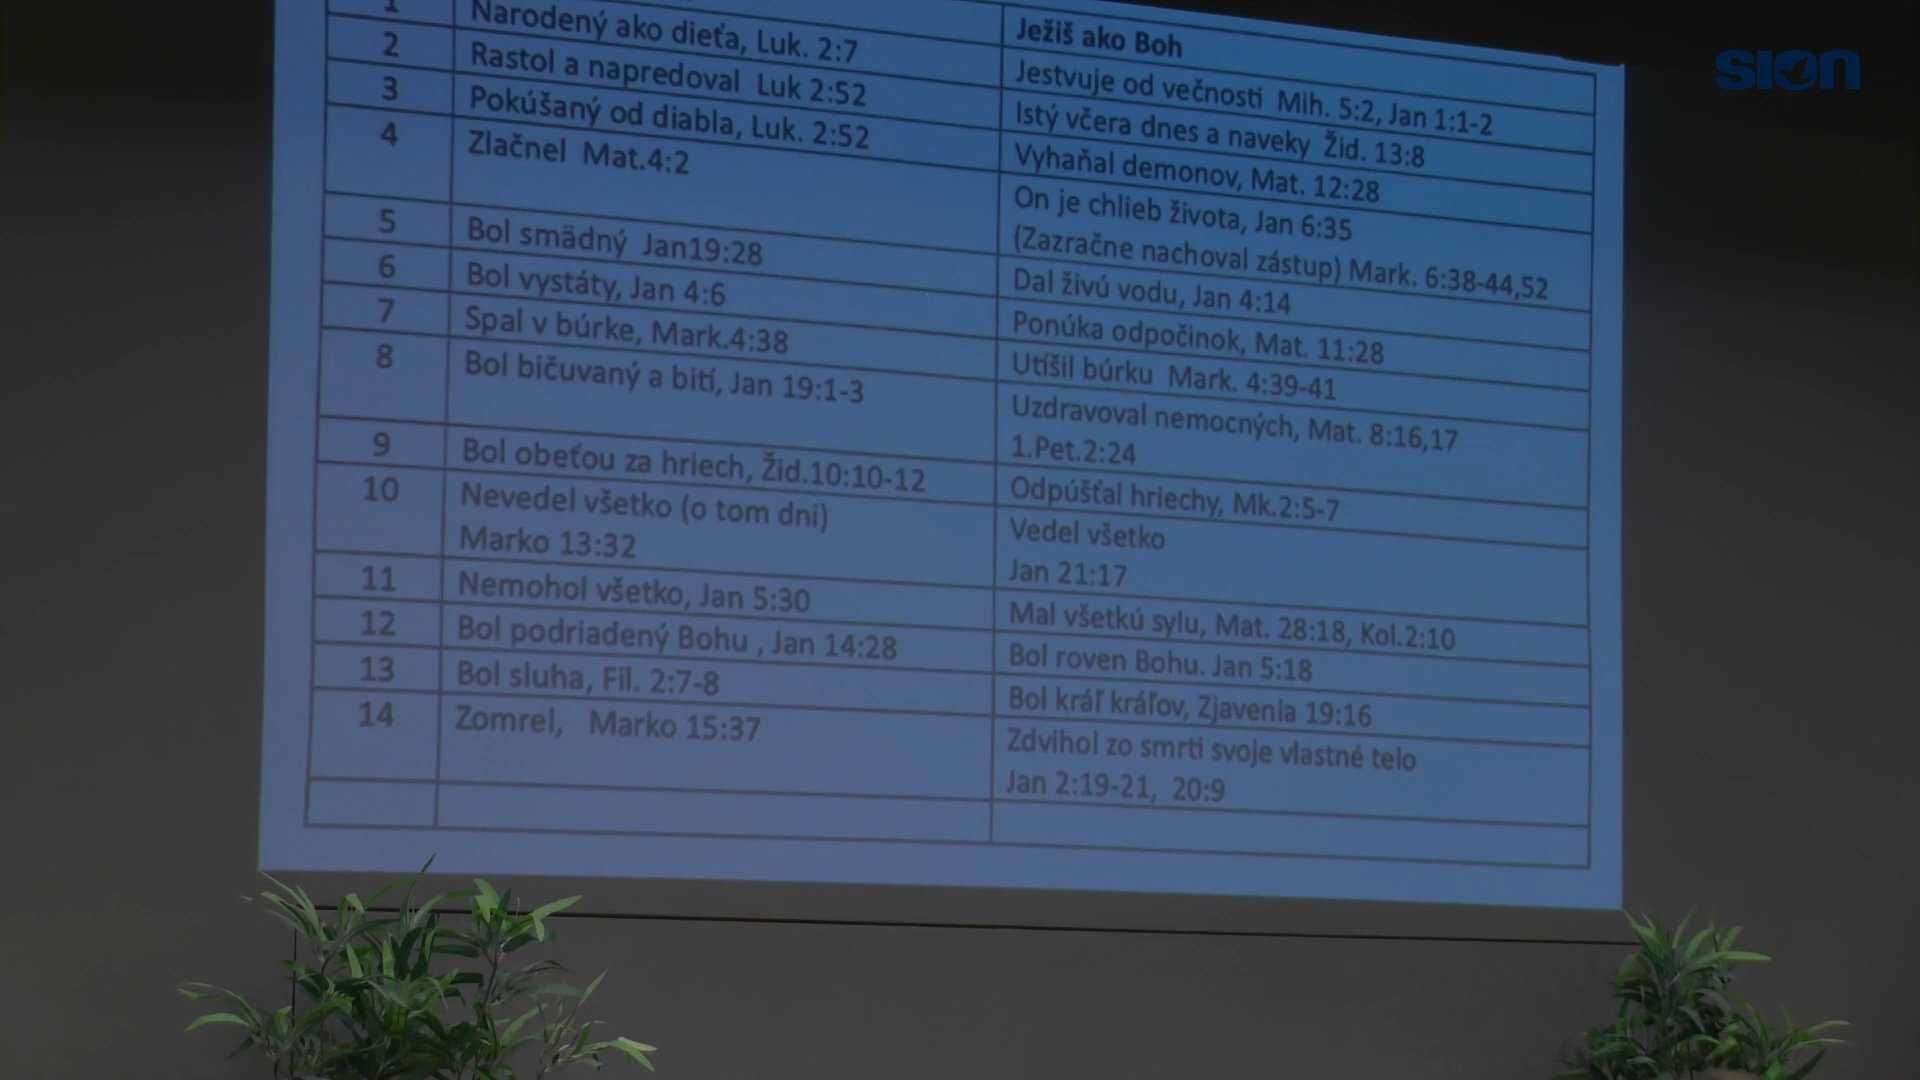 sion
Ježiš ako Boh
1 Narodený ako dieťa, Luk. 2:7 Jestvuje od večnosti Mih. 5:2, Jan 1:1-2
2 Rastol a napredoval Luk 2:52 Istý včera dnes a naveky Žid. 13:8
3 Pokúšaný od diabla, Luk. 2:52 Vyhaňal demonov, Mat. 12:28
4 Zlačnel Mat.4:2 On je chlieb života, Jan 6:35
(Zazračne nachoval zástup) Mark. 6:38-44,52
5 Bol smädný Jan19:28 Dal živú vodu, Jan 4:14
6 Bol vystáty, Jan 4:6 Ponúka odpočinok, Mat. 11:28
7 Spal v búrke, Mark.4:38 Utíšil búrku Mark. 4:39-41
8 Bol bičuvaný a bití, Jan 19:1-3 Uzdravoval nemocných, Mat. 8:16,17
1.Pet.2:24
9 Bol obeťou za hriech, Žid.10:10-12 Odpúšťal hriechy, Mk.2:5-7
10 Nevedel všetko (o tom dni) Vedel všetko
Marko 13:32 Jan 21:17
11 Nemohol všetko, Jan 5:30 Mal všetkú sylu, Mat. 28:18, Kol.2:10
12 Bol podriadený Bohu , Jan 14:28 Bol roven Bohu. Jan 5:18
13 Bol sluha, Fil. 2:7-8 Bol kráľ kráľov, Zjavenia 19:16
14 Zomrel, Marko 15:37 Zdvihol zo smrti svoje vlastné telo
Jan 2:19-21, 20:9